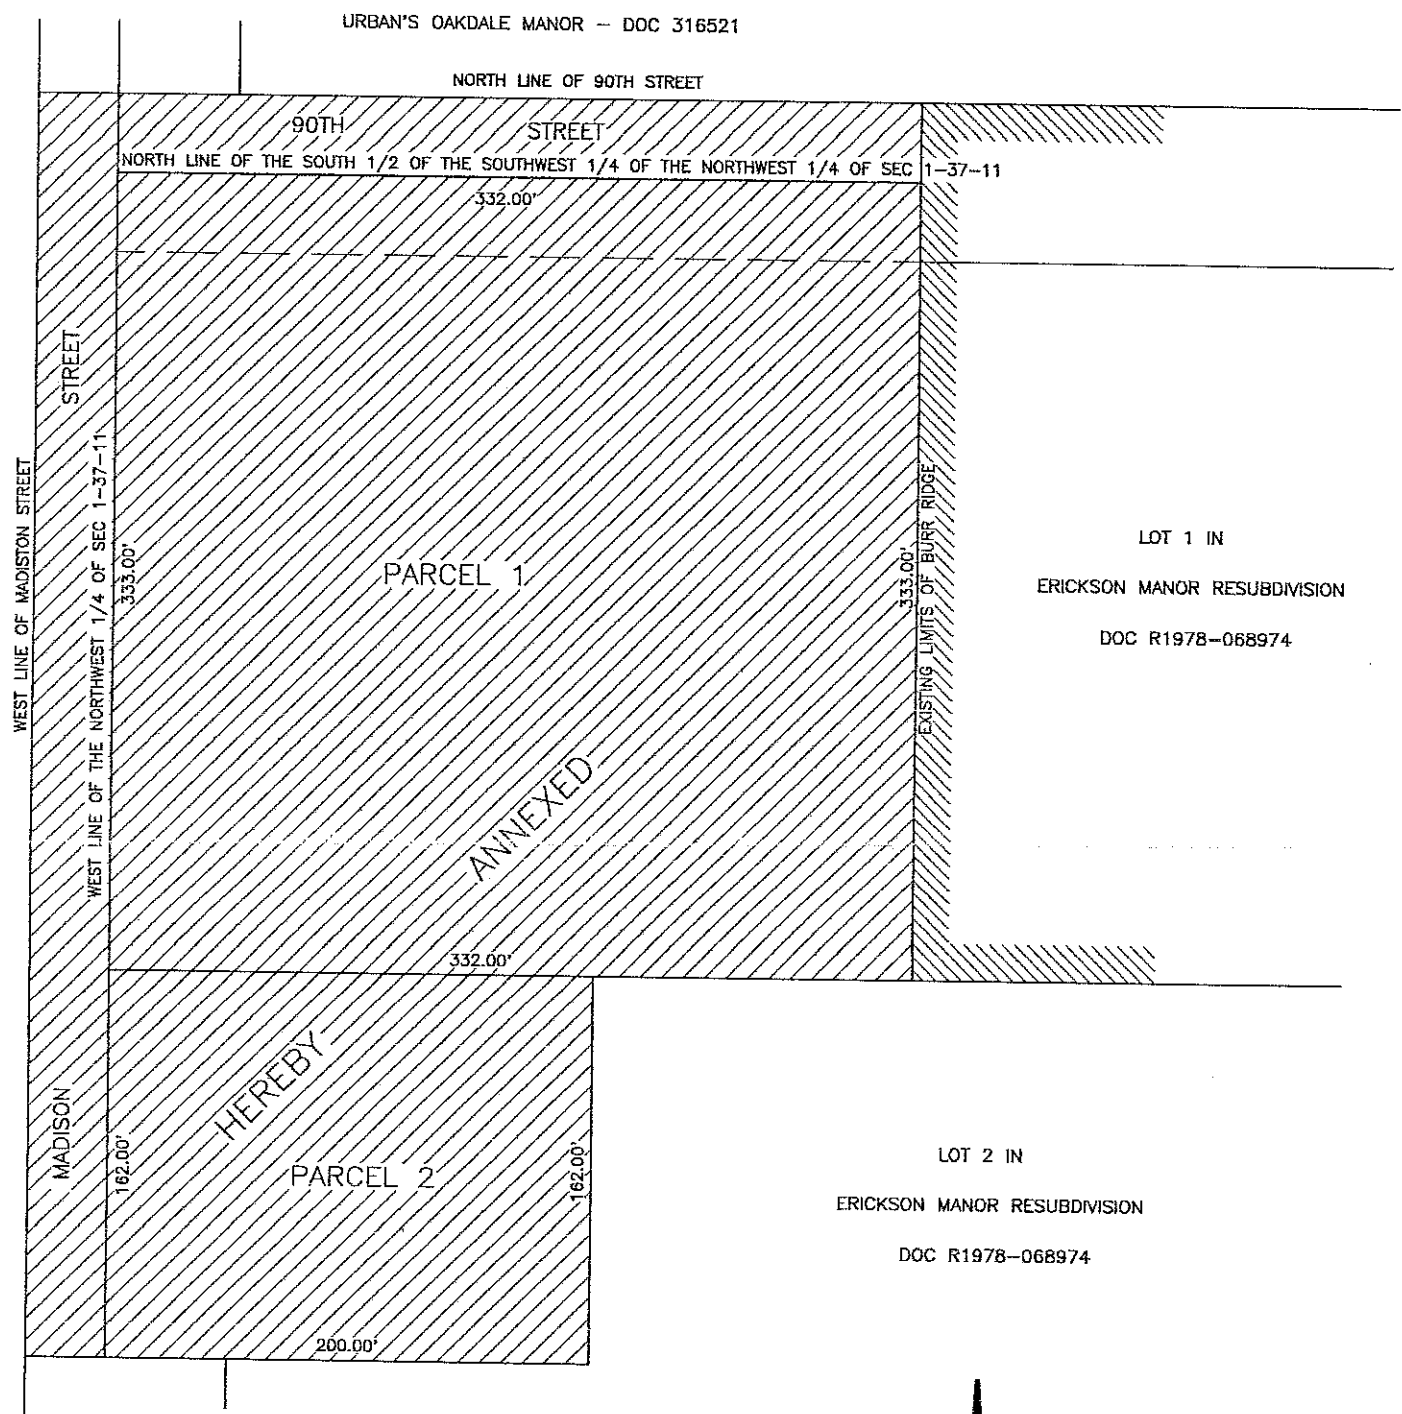 URBAN'S OAKDALE MANOR – DOC 316521
NORTH LINE OF 90TH STREET
90TH STREET
NORTH LINE OF THE SOUTH 1/2 OF THE SOUTHWEST 1/4 OF THE NORTHWEST 1/4 OF SEC 1–37–11
332.00'
STREET
WEST LINE OF MADISTON STREET
WEST LINE OF THE NORTHWEST 1/4 OF SEC 1–37–11
333.00'
PARCEL 1
333.00'
EXISTING LIMITS OF BURR RIDGE
LOT 1 IN
ERICKSON MANOR RESUBDIVISION
DOC R1978–068974
ANNEXED
332.00'
HEREBY
MADISON
162.00'
PARCEL 2
162.00'
200.00'
LOT 2 IN
ERICKSON MANOR RESUBDIVISION
DOC R1978–068974